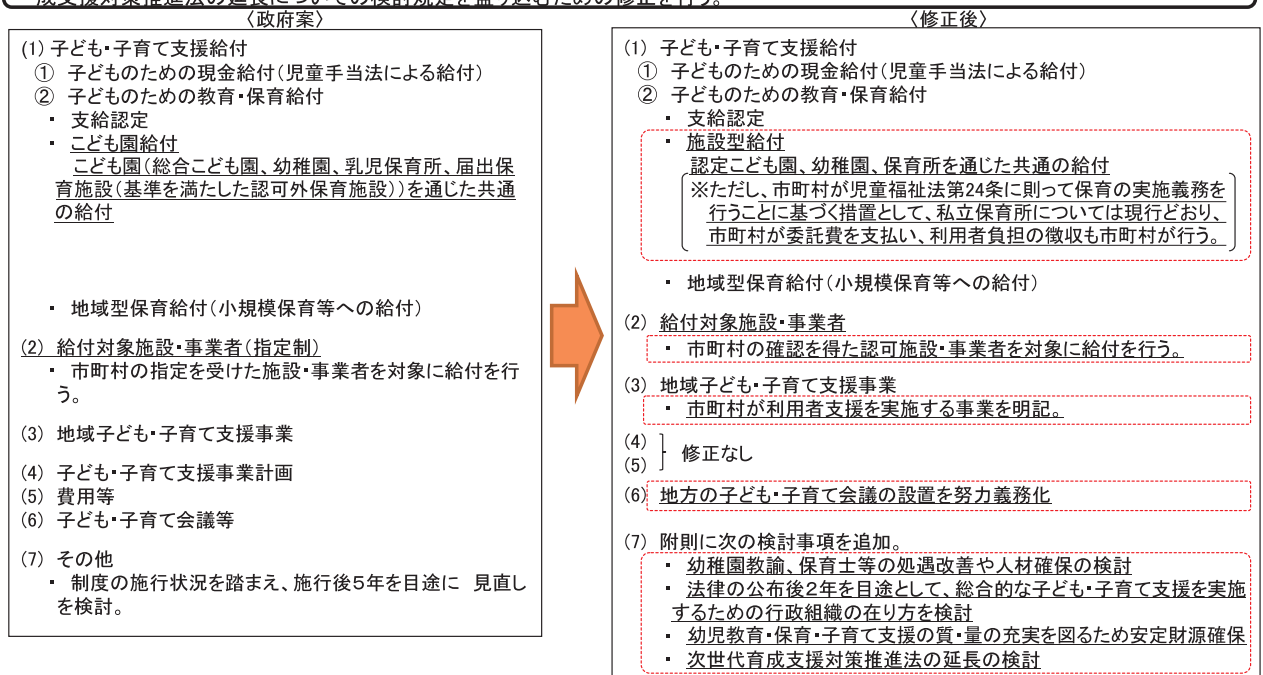 成支援対策推進法の延長についての検討規定を盛り込むための修正を行う。
〈政府案〉
(1) 子ども・子育て支援給付
① 子どものための現金給付(児童手当法による給付)
② 子どものための教育・保育給付
・ 支給認定
・ こども園給付
こども園(総合こども園、幼稚園、乳児保育所、届出保
育施設(基準を満たした認可外保育施設))を通じた共通
の給付
・ 地域型保育給付(小規模保育等への給付)
(2) 給付対象施設・事業者(指定制)
・ 市町村の指定を受けた施設・事業者を対象に給付を行
う。
(3) 地域子ども・子育て支援事業
(4) 子ども・子育て支援事業計画
(5) 費用等
(6) 子ども・子育て会議等
(7) その他
・ 制度の施行状況を踏まえ、施行後5年を目途に 見直し
を検討。
〈修正後〉
(1) 子ども・子育て支援給付
① 子どものための現金給付(児童手当法による給付)
② 子どものための教育・保育給付
・ 支給認定
・ 施設型給付
認定こども園、幼稚園、保育所を通じた共通の給付
※ただし、市町村が児童福祉法第24条に則って保育の実施義務を
行うことに基づく措置として、私立保育所については現行どおり、
市町村が委託費を支払い、利用者負担の徴収も市町村が行う。
・ 地域型保育給付(小規模保育等への給付)
(2) 給付対象施設・事業者
・ 市町村の確認を得た認可施設・事業者を対象に給付を行う。
(3) 地域子ども・子育て支援事業
・ 市町村が利用者支援を実施する事業を明記。
(4)
(5) 修正なし
(6) 地方の子ども・子育て会議の設置を努力義務化
(7) 附則に次の検討事項を追加。
・ 幼稚園教諭、保育士等の処遇改善や人材確保の検討
・ 法律の公布後2年を目途として、総合的な子ども・子育て支援を実施
するための行政組織の在り方を検討
・ 幼児教育・保育・子育て支援の質・量の充実を図るため安定財源確保
・ 次世代育成支援対策推進法の延長の検討